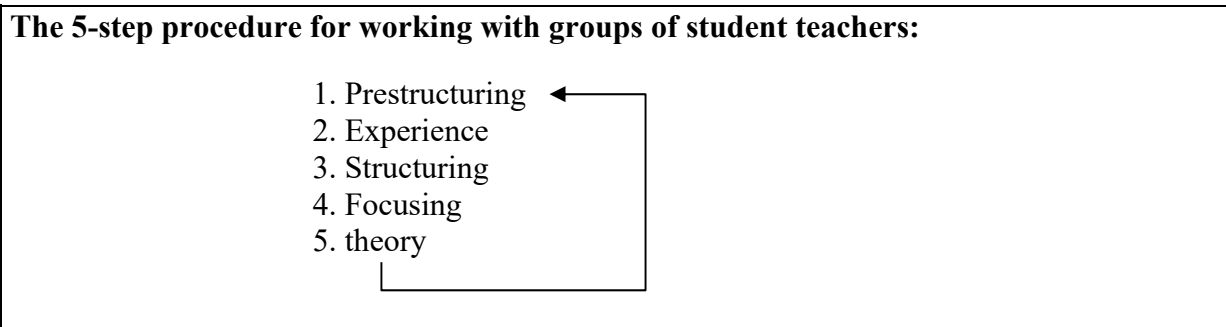 The 5-step procedure for working with groups of student teachers:
1. Prestructuring
2. Experience
3. Structuring
4. Focusing
5. theory